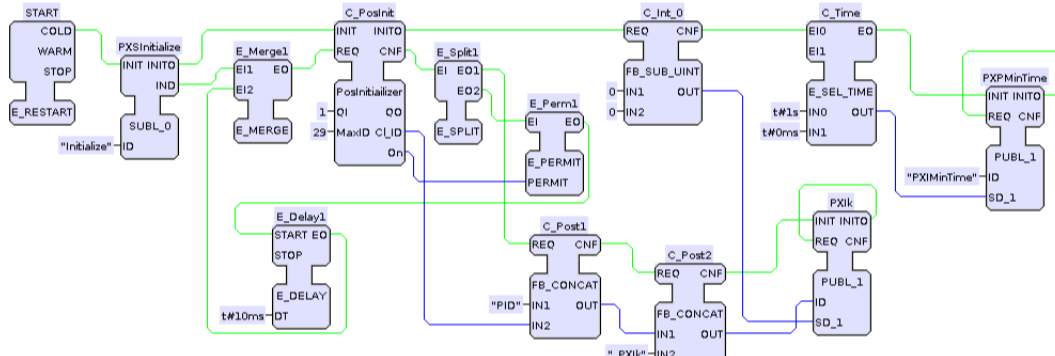 START
COLD
WARM
STOP
E_RESTART
PXSInitialize
INIT INITO
IND
SUBL_0
"Initialize" ID
E_Merge1
EI1 EO
EI2
E_MERGE
C_PosInit
INIT INITO
REQ CNF
PosInitiailizer
1 QI QO
29 MaxID Cl_ID
On
E_Split1
EI EO1
EO2
E_SPLIT
E_Perm1
EI EO
E_PERMIT
PERMIT
C_Int_0
REQ CNF
FB_SUB_UINT
0 IN1 OUT
0 IN2
C_Time
EI0 EO
EI1
E_SEL_TIME
t#1s IN0 OUT
t#0ms IN1
PXPMinTime
INIT INITO
REQ CNF
PUBL_1
"PXIMinTime" ID
SD_1
E_Delay1
START EO
STOP
E_DELAY
t#10ms DT
C_Post1
REQ CNF
FB_CONCAT
"PID" IN1 OUT
IN2
C_Post2
REQ CNF
FB_CONCAT
IN1 OUT
"_PXIk" IN2
PXIk
INIT INITO
REQ CNF
PUBL_1
ID
SD_1